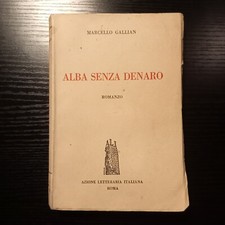 MARCELLO GALLIAN
ALBA SENZA DENARO
ROMANZO
AZIONE LETTERARIA ITALIANA
ROMA